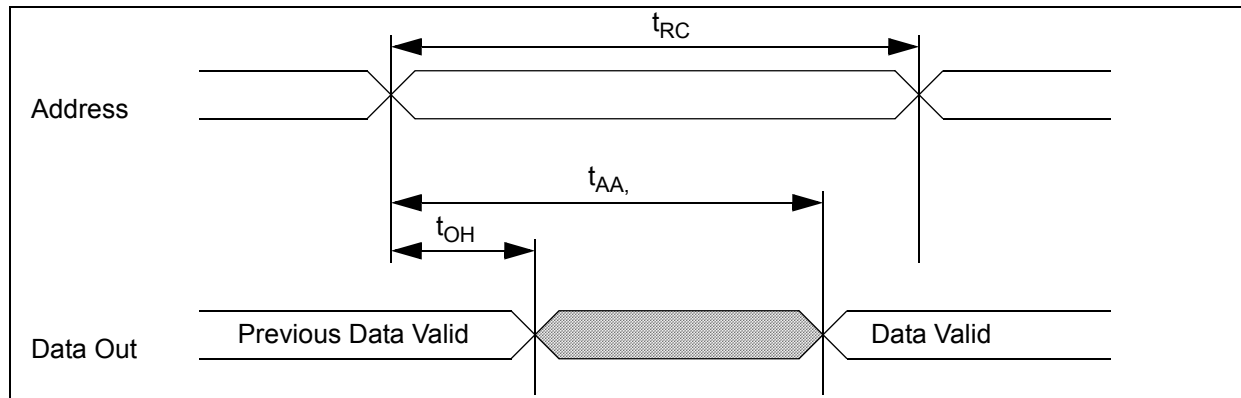 tRC
Address
tAA,
tOH
Previous Data Valid
Data Valid
Data Out